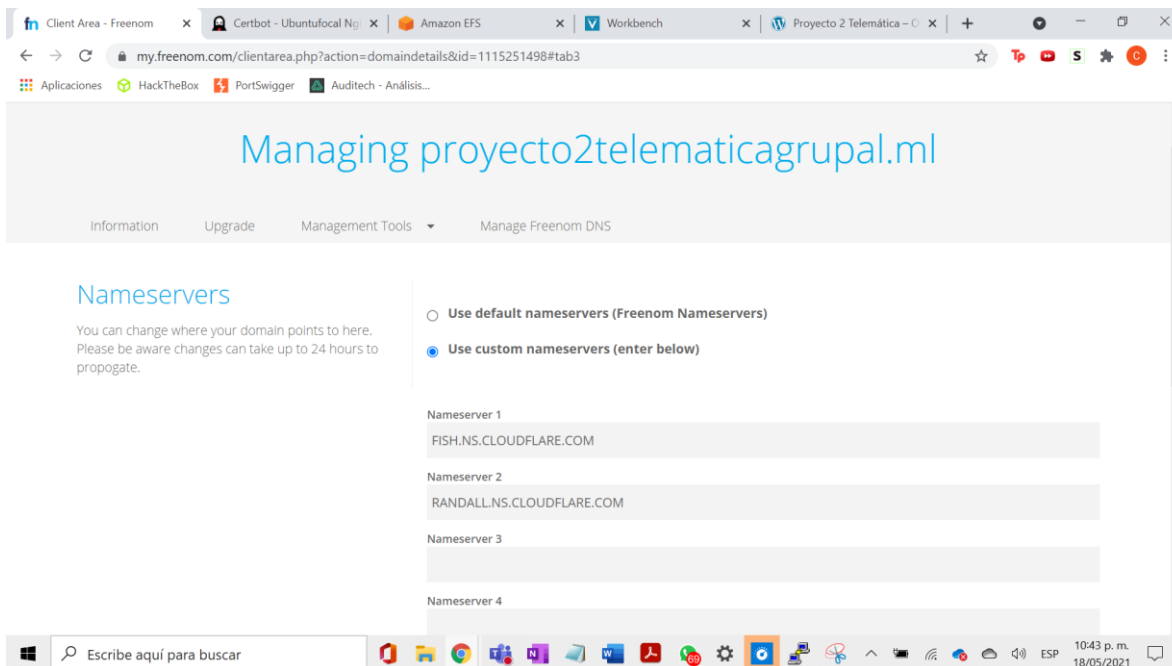 fn Client Area - Freenom
Certbot - Ubuntufocal Ng
Amazon EFS
V Workbench
Proyecto 2 Telemática – O
my.freenom.com/clientarea.php?action=domaindetails&id=1115251498#tab3
Tp
S
C
Aplicaciones
HackTheBox
PortSwigger
Auditech - Análisis...
Managing proyecto2telematicagrupal.ml
Information
Upgrade
Management Tools
Manage Freenom DNS
Nameservers
You can change where your domain points to here.
Please be aware changes can take up to 24 hours to
propogate.
Use default nameservers (Freenom Nameservers)
Use custom nameservers (enter below)
Nameserver 1
FISH.NS.CLOUDFLARE.COM
Nameserver 2
RANDALL.NS.CLOUDFLARE.COM
Nameserver 3
Nameserver 4
Escribe aquí para buscar
69
ESP
10:43 p. m.
18/05/2021